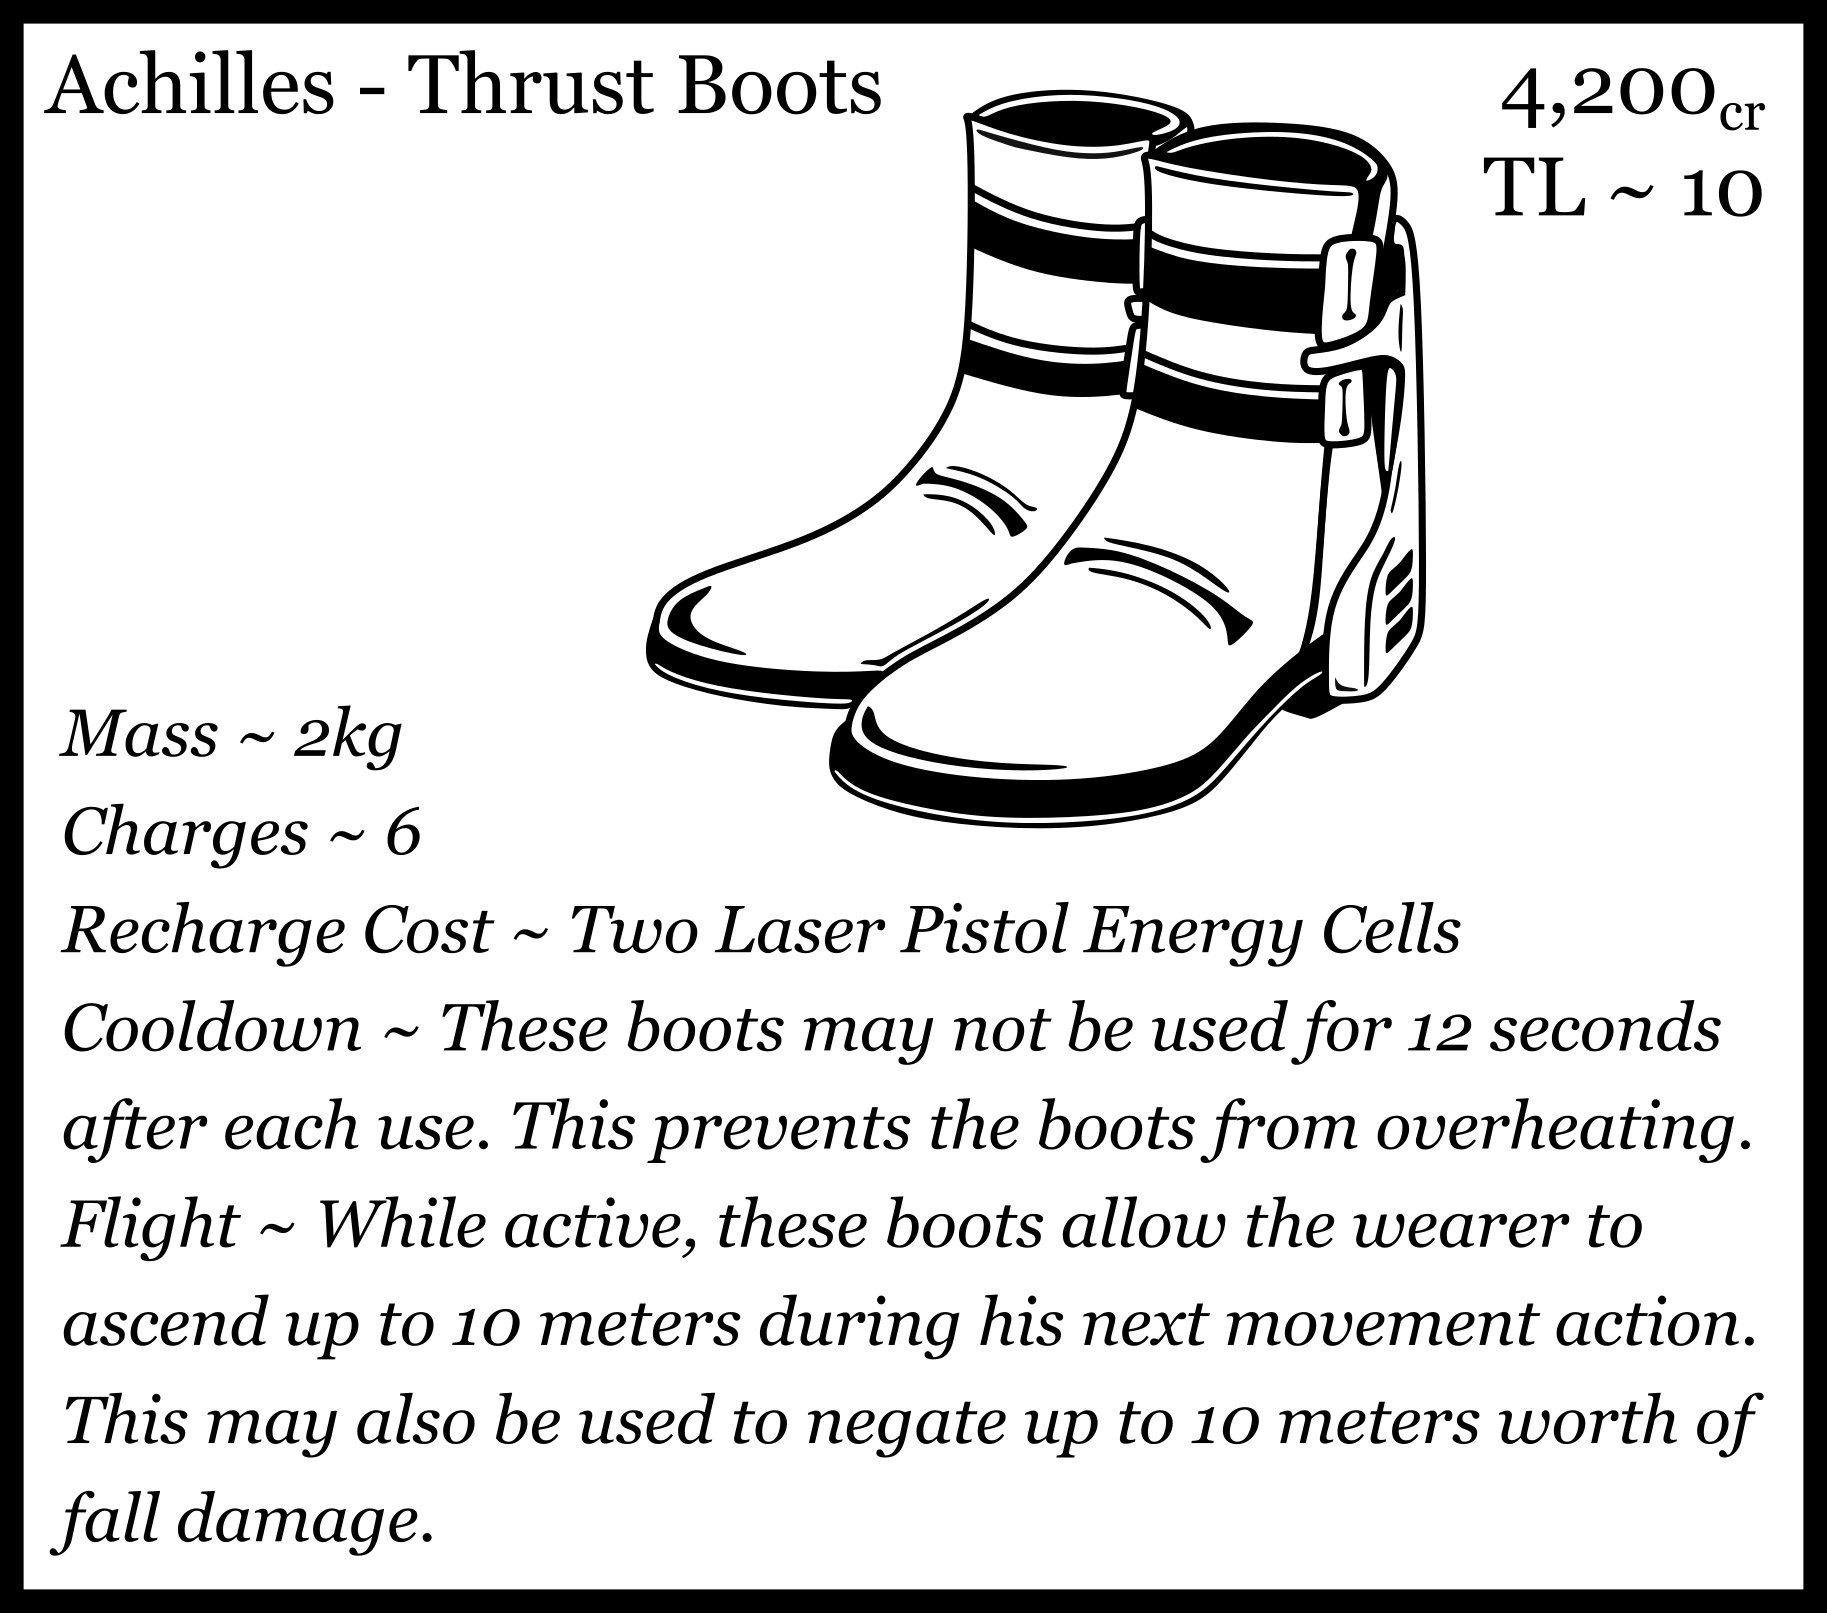 Achilles - Thrust Boots
4,200cr
TL ~ 10
Mass ~ 2kg
Charges ~ 6
Recharge Cost ~ Two Laser Pistol Energy Cells
Cooldown ~ These boots may not be used for 12 seconds
after each use. This prevents the boots from overheating.
Flight ~ While active, these boots allow the wearer to
ascend up to 10 meters during his next movement action.
This may also be used to negate up to 10 meters worth of
fall damage.